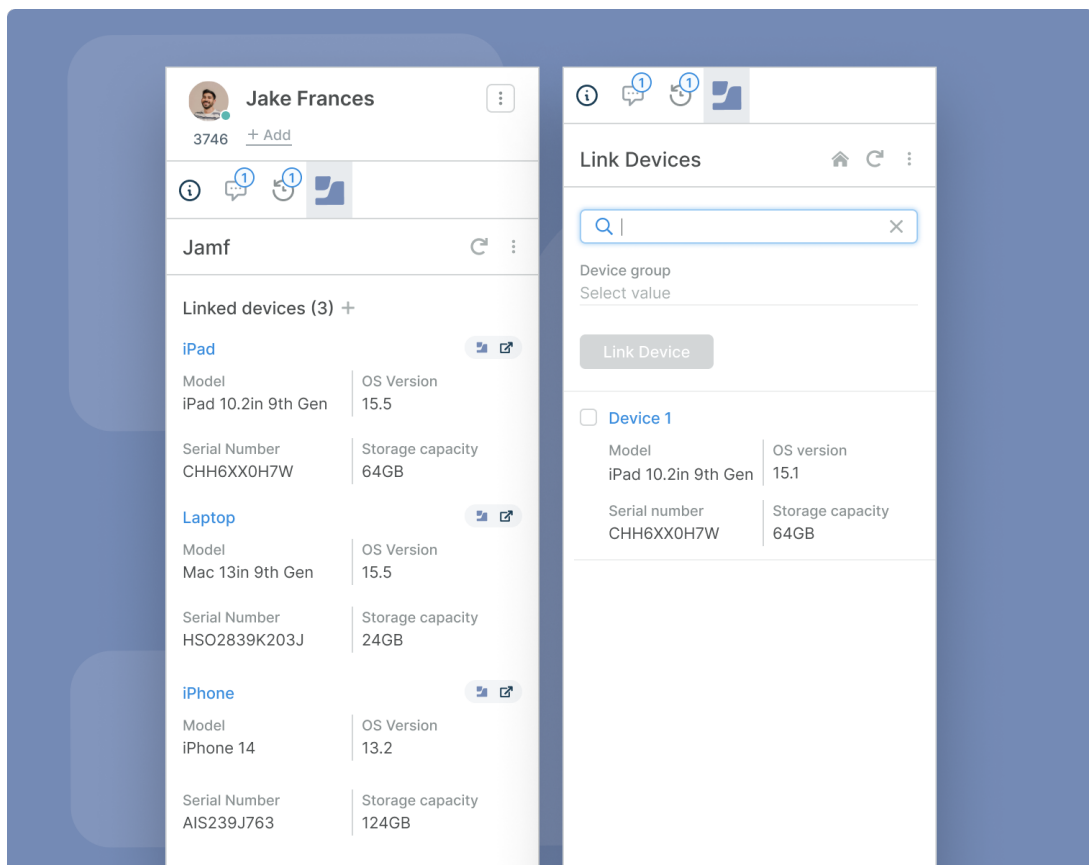 Jake Frances
3746
+ Add
1
1
Jamf
Linked devices (3) +
iPad
Model
iPad 10.2in 9th Gen
OS Version
15.5
Serial Number
CHH6XX0H7W
Storage capacity
64GB
Laptop
Model
Mac 13in 9th Gen
OS Version
15.5
Serial Number
HSO2839K203J
Storage capacity
24GB
iPhone
Model
iPhone 14
OS Version
13.2
Serial Number
AIS239J763
Storage capacity
124GB
1
1
Link Devices
Device group
Select value
Link Device
Device 1
Model
iPad 10.2in 9th Gen
OS version
15.1
Serial number
CHH6XX0H7W
Storage capacity
64GB